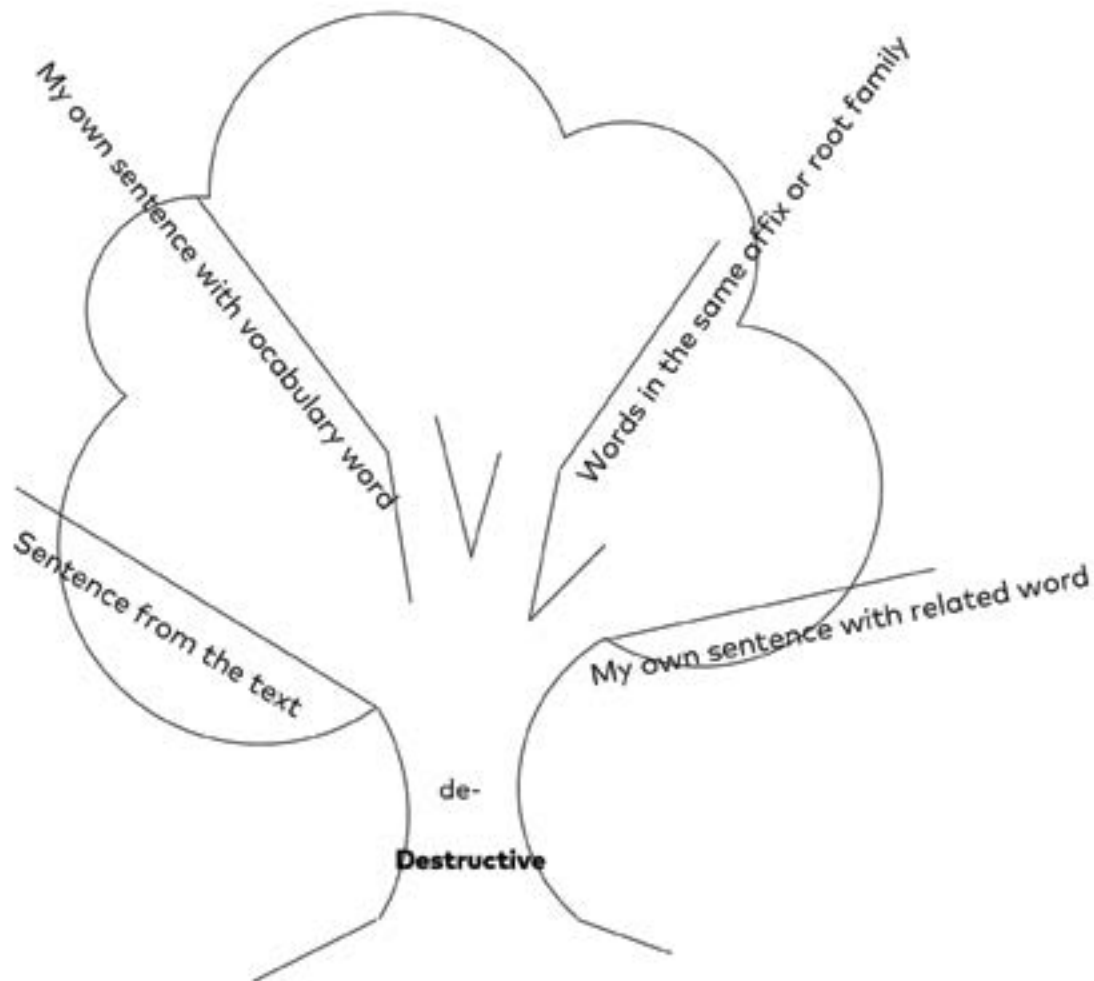 My own sentence with vocabulary word
Words in the same affix or root family
Sentence from the text
My own sentence with related word
de-
Destructive